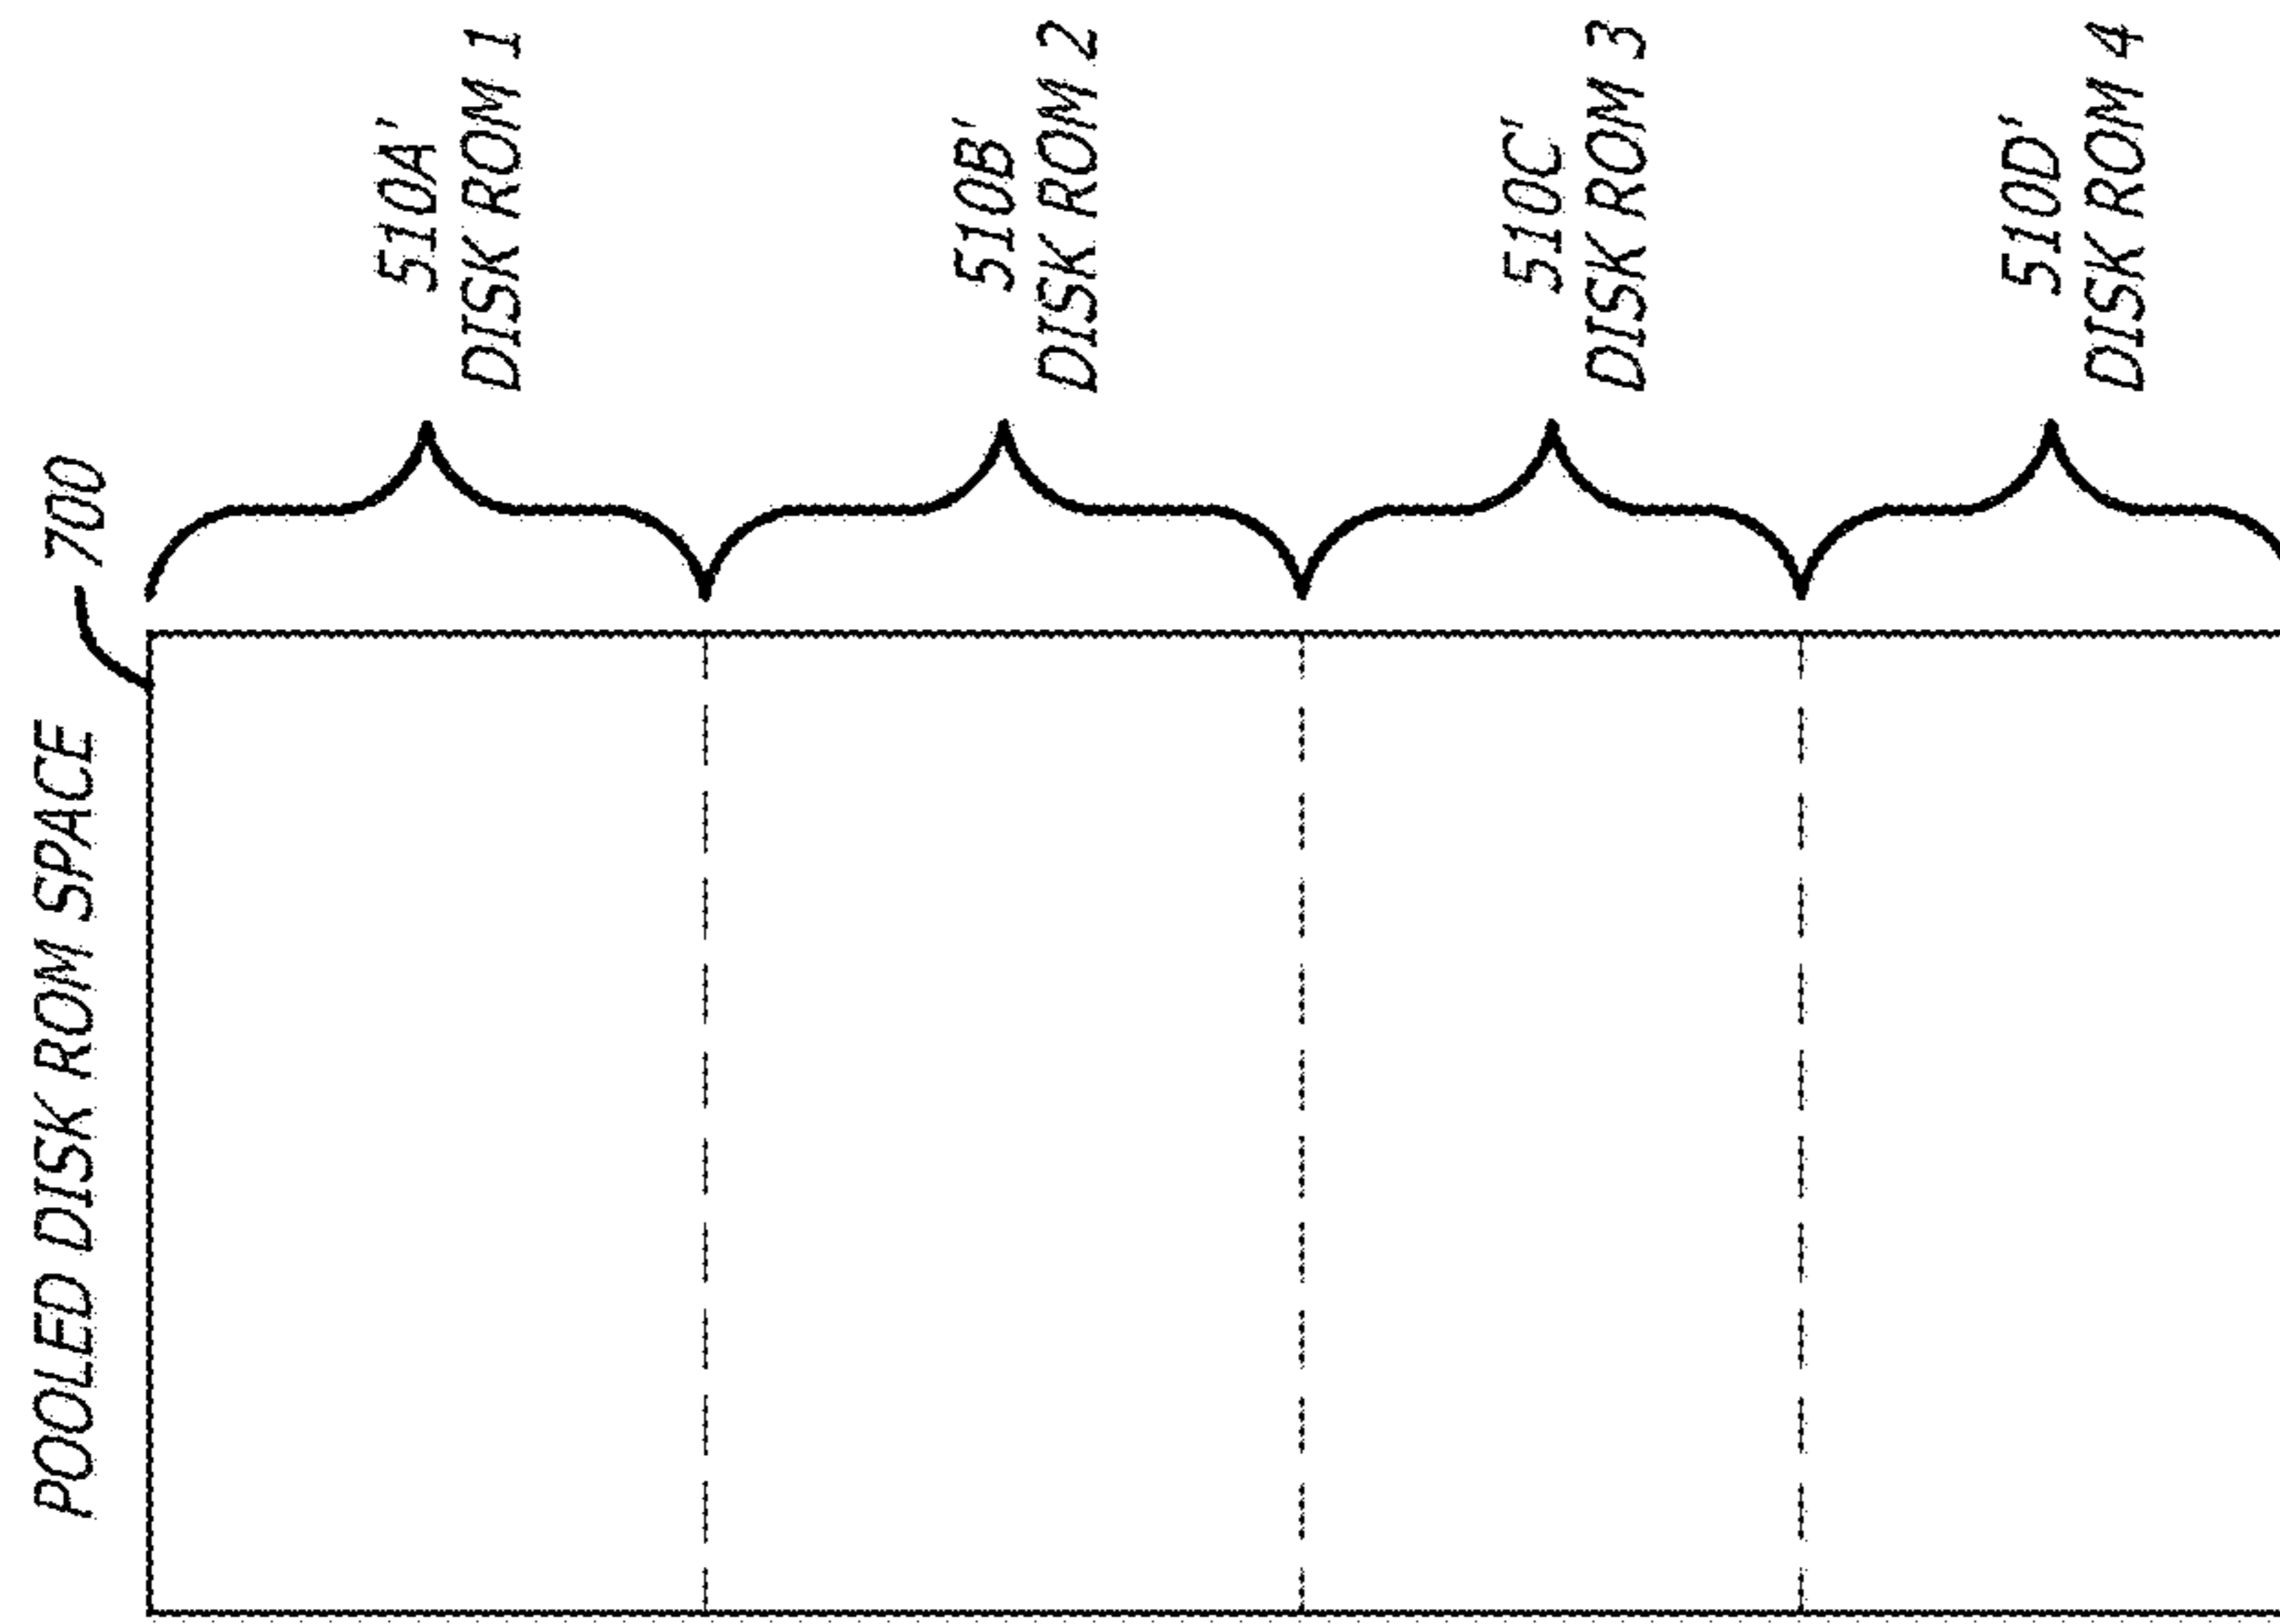 POOLED DISK ROM SPACE
700
510A'
DISK ROM 1
510B'
DISK ROM 2
510C'
DISK ROM 3
510D'
DISK ROM 4